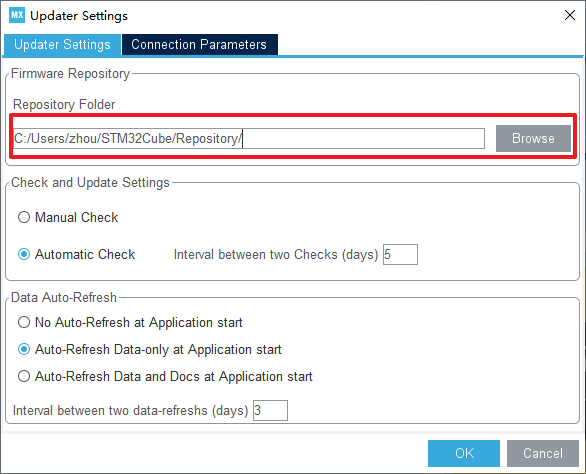 MX Updater Settings
Updater Settings Connection Parameters
Firmware Repository
Repository Folder
C:/Users/zhou/STM32Cube/Repository/ Browse
Check and Update Settings
Manual Check
Automatic Check Interval between two Checks (days) 5
Data Auto-Refresh
No Auto-Refresh at Application start
Auto-Refresh Data-only at Application start
Auto-Refresh Data and Docs at Application start
Interval between two data-refreshs (days) 3
OK Cancel